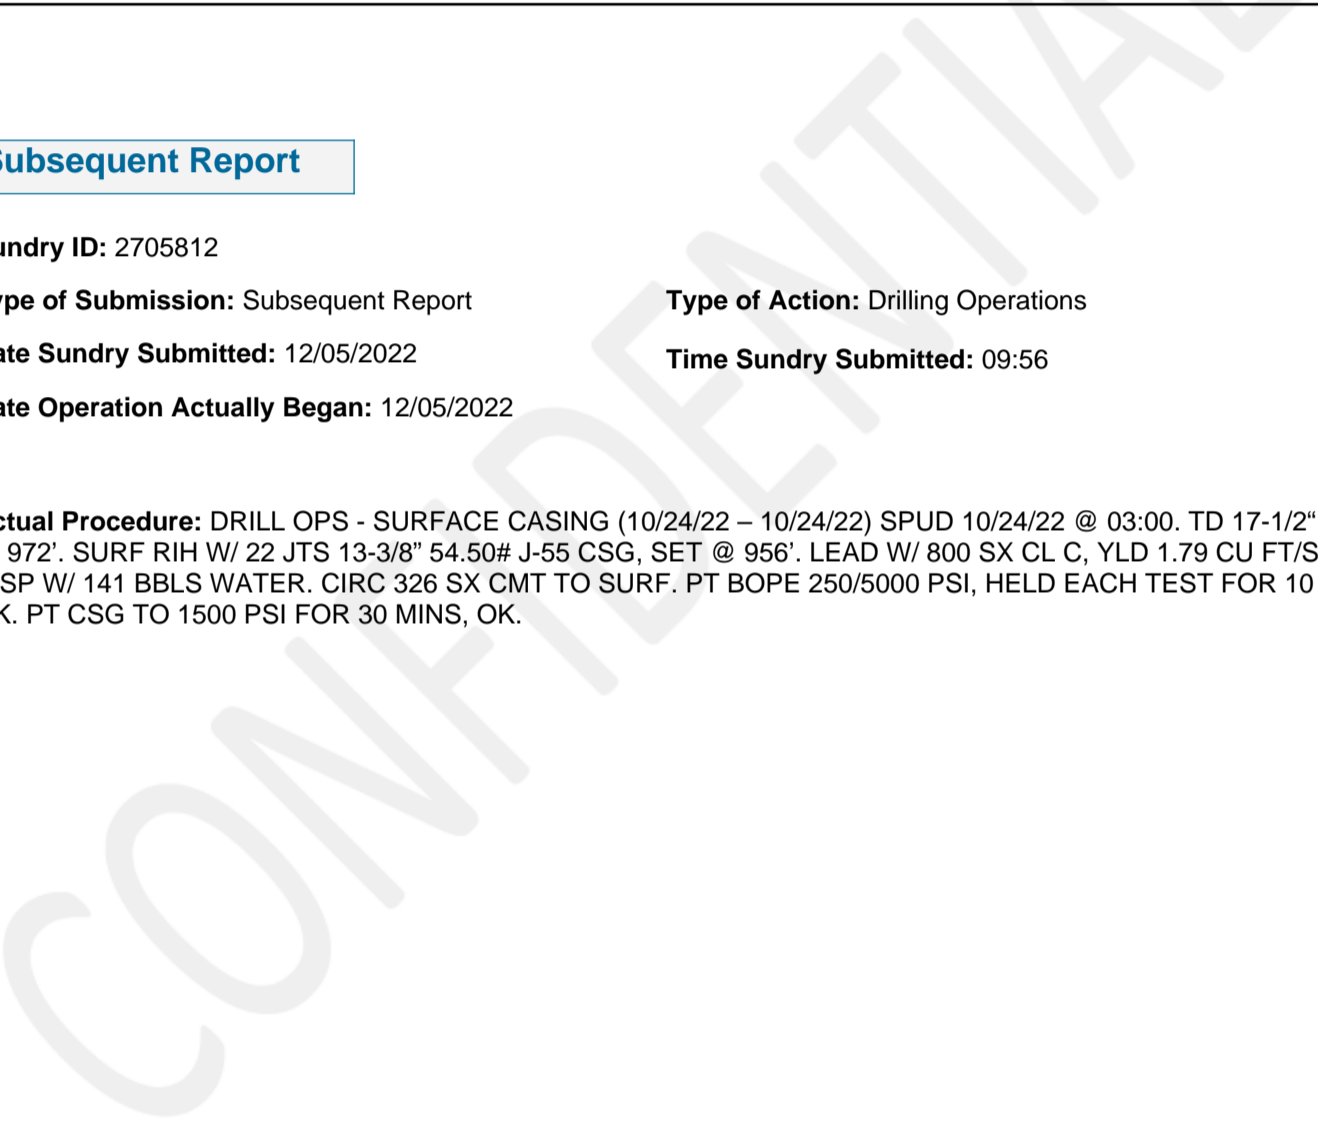 Subsequent Report
undry ID: 2705812
ype of Submission: Subsequent Report
Type of Action: Drilling Operations
ate Sundry Submitted: 12/05/2022
Time Sundry Submitted: 09:56
ate Operation Actually Began: 12/05/2022
ctual Procedure: DRILL OPS - SURFACE CASING (10/24/22 – 10/24/22) SPUD 10/24/22 @ 03:00. TD 17-1/2“
972’. SURF RIH W/ 22 JTS 13-3/8” 54.50# J-55 CSG, SET @ 956’. LEAD W/ 800 SX CL C, YLD 1.79 CU FT/S
SP W/ 141 BBLS WATER. CIRC 326 SX CMT TO SURF. PT BOPE 250/5000 PSI, HELD EACH TEST FOR 10
K. PT CSG TO 1500 PSI FOR 30 MINS, OK.
CONFIDENTIAL